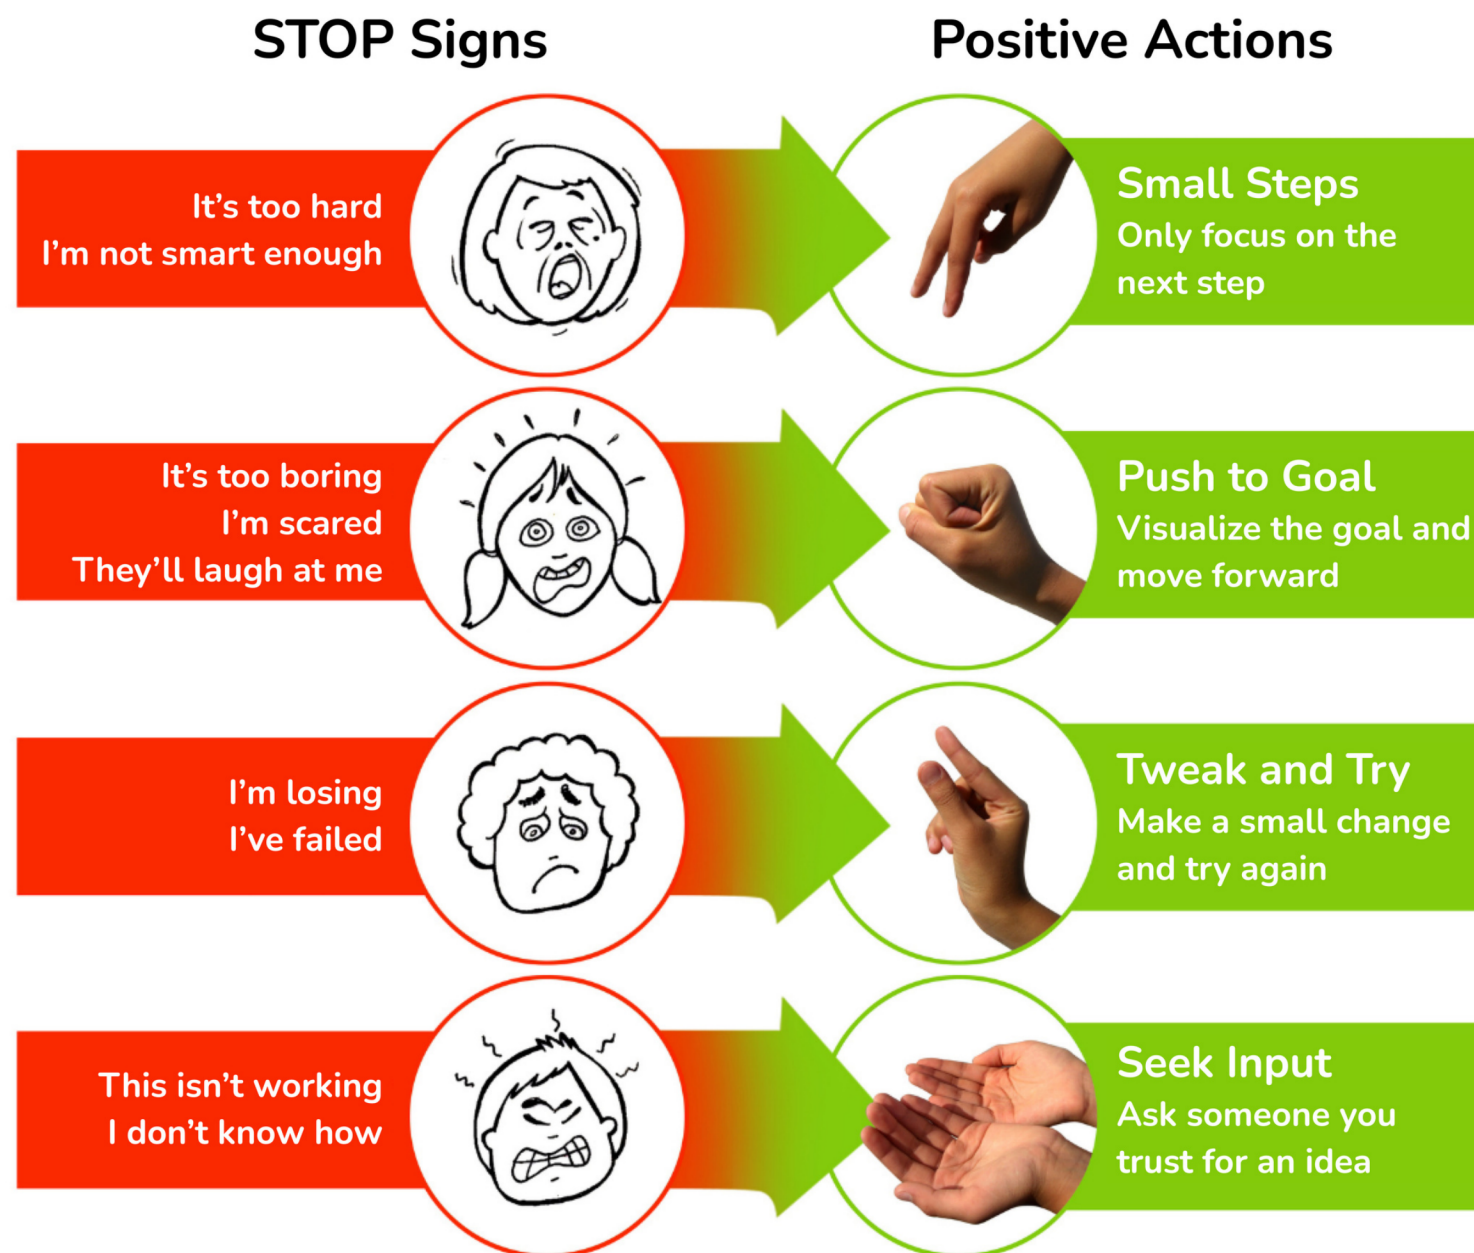 STOP Signs
Positive Actions
It’s too hard
I’m not smart enough
Small Steps
Only focus on the
next step
It’s too boring
I’m scared
They’ll laugh at me
Push to Goal
Visualize the goal and
move forward
I’m losing
I’ve failed
Tweak and Try
Make a small change
and try again
This isn’t working
I don’t know how
Seek Input
Ask someone you
trust for an idea